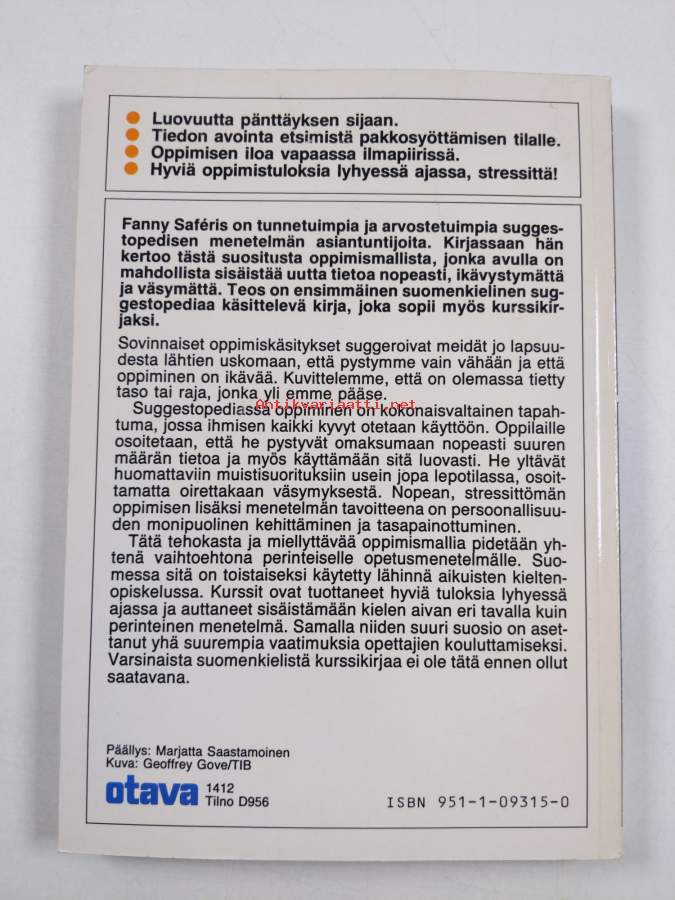 Luovuutta pänttäyksen sijaan.
Tiedon avointa etsimistä pakkosyöttämisen tilalle.
Oppimisen iloa vapaassa ilmapiirissä.
Hyviä oppimistuloksia lyhyessä ajassa, stressittä!
Fanny Saféris on tunnetuimpia ja arvostetuimpia sugges-
topedisen menetelmän asiantuntijoita. Kirjassaan hän
kertoo tästä suositusta oppimismallista, jonka avulla on
mahdollista sisäistää uutta tietoa nopeasti, ikävystymättä
ja väsymättä. Teos on ensimmäinen suomenkielinen sug-
gestopediaa käsittelevä kirja, joka sopii myös kurssikir-
jaksi.
Sovinnaiset oppimiskäsitykset suggeroivat meidät jo lapsuu-
desta lähtien uskomaan, että pystymme vain vähään ja että
oppiminen on ikävää. Kuvittelemme, että on olemassa tietty
taso tai raja, jonka yli emme pääse.
Antikvariaatti.net
Suggestopediassa oppiminen on kokonaisvaltainen tapah-
tuma, jossa ihmisen kaikki kyvyt otetaan käyttöön. Oppilaille
osoitetaan, että he pystyvät omaksumaan nopeasti suuren
määrän tietoa ja myös käyttämään sitä luovasti. He yltävät
huomattaviin muistisuorituksiin usein jopa lepotilassa, osoit-
tamatta oirettakaan väsymyksestä. Nopean, stressittömän
oppimisen lisäksi menetelmän tavoitteena on persoonallisuu-
den monipuolinen kehittäminen ja tasapainottuminen.
Tätä tehokasta ja miellyttävää oppimismallia pidetään yh-
tenä vaihtoehtona perinteiselle opetusmenetelmälle. Suo-
messa sitä on toistaiseksi käytetty lähinnä aikuisten kielten-
opiskelussa. Kurssit ovat tuottaneet hyviä tuloksia lyhyessä
ajassa ja auttaneet sisäistämään kielen aivan eri tavalla kuin
perinteinen menetelmä. Samalla niiden suuri suosio on aset-
tanut yhä suurempia vaatimuksia opettajien kouluttamiseksi.
Varsinaista suomenkielistä kurssikirjaa ei ole tätä ennen ollut
saatavana.
Päällys: Marjatta Saastamoinen
Kuva: Geoffrey Gove/TIB
otava 1412
Tilno D956
ISBN 951-1-09315-0